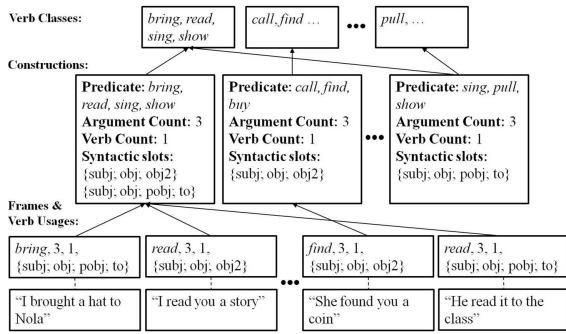 Verb Classes:
bring, read,
sing, show
call, find ...
••• 
pull, ...
Constructions:
Predicate: bring,
read, sing, show
Argument Count: 3
Verb Count: 1
Syntactic slots:
{subj; obj; obj2}
{subj; obj; pobj; to}
Predicate: call, find,
buy
Argument Count: 3
Verb Count: 1
Syntactic slots:
{subj; obj; obj2}
•••
Predicate: sing, pull,
show
Argument Count: 3
Verb Count: 1
Syntactic slots:
{subj; obj; pobj; to}
Frames &
Verb Usages:
bring, 3, 1,
{subj; obj; pobj; to}
read, 3, 1,
{subj; obj; obj2}
•••
find, 3, 1,
{subj; obj; obj2}
read, 3, 1,
{subj; obj; pobj; to}
“I brought a hat to
Nola”
“I read you a story”
“She found you a
coin”
“He read it to the
class”